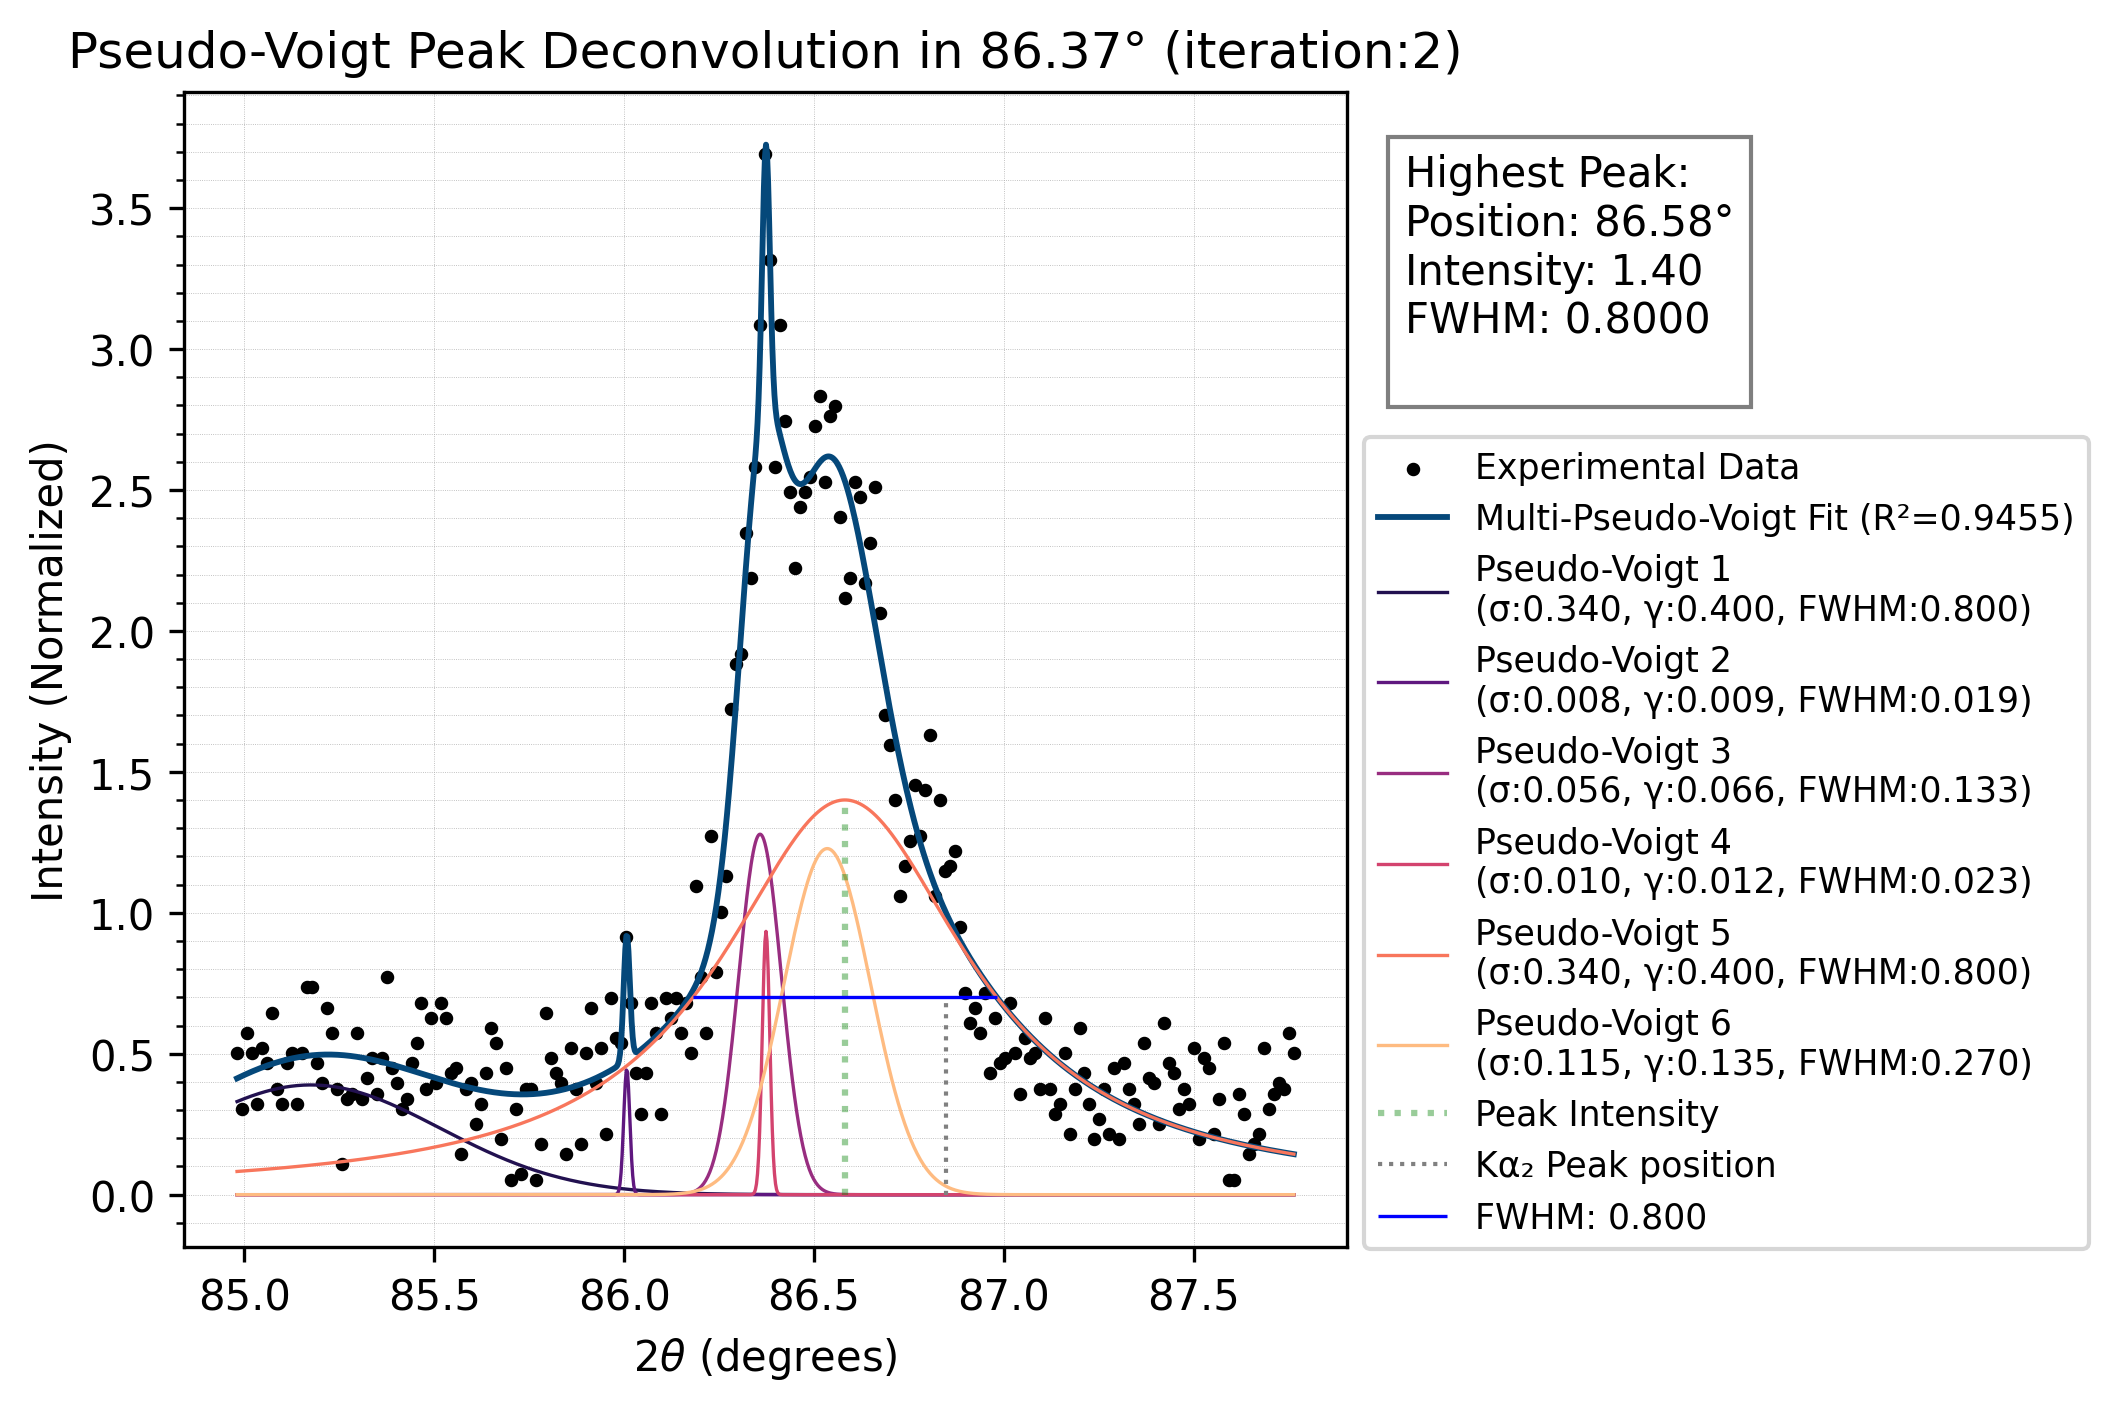 Pseudo-Voigt Peak Deconvolution in 86.37° (iteration:2)
Intensity (Normalized)
3.5
3.0
2.5
2.0
1.5
1.0
0.5
0.0
85.0 85.5 86.0 86.5 87.0 87.5
2θ (degrees)
Highest Peak:
Position: 86.58°
Intensity: 1.40
FWHM: 0.8000
Experimental Data
Multi-Pseudo-Voigt Fit (R²=0.9455)
Pseudo-Voigt 1
(σ:0.340, γ:0.400, FWHM:0.800)
Pseudo-Voigt 2
(σ:0.008, γ:0.009, FWHM:0.019)
Pseudo-Voigt 3
(σ:0.056, γ:0.066, FWHM:0.133)
Pseudo-Voigt 4
(σ:0.010, γ:0.012, FWHM:0.023)
Pseudo-Voigt 5
(σ:0.340, γ:0.400, FWHM:0.800)
Pseudo-Voigt 6
(σ:0.115, γ:0.135, FWHM:0.270)
Peak Intensity
Kα₂ Peak position
FWHM: 0.800